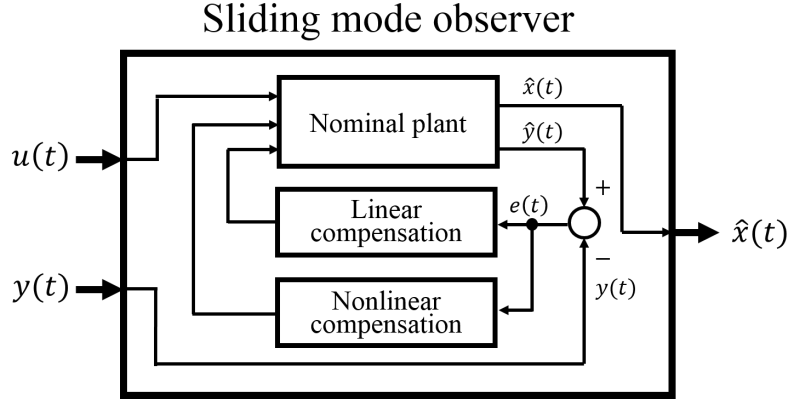 Sliding mode observer
x̂(t)
Nominal plant
ŷ(t)
u(t)
+
e(t)
Linear
compensation
x̂(t)
−
y(t)
y(t)
Nonlinear
compensation